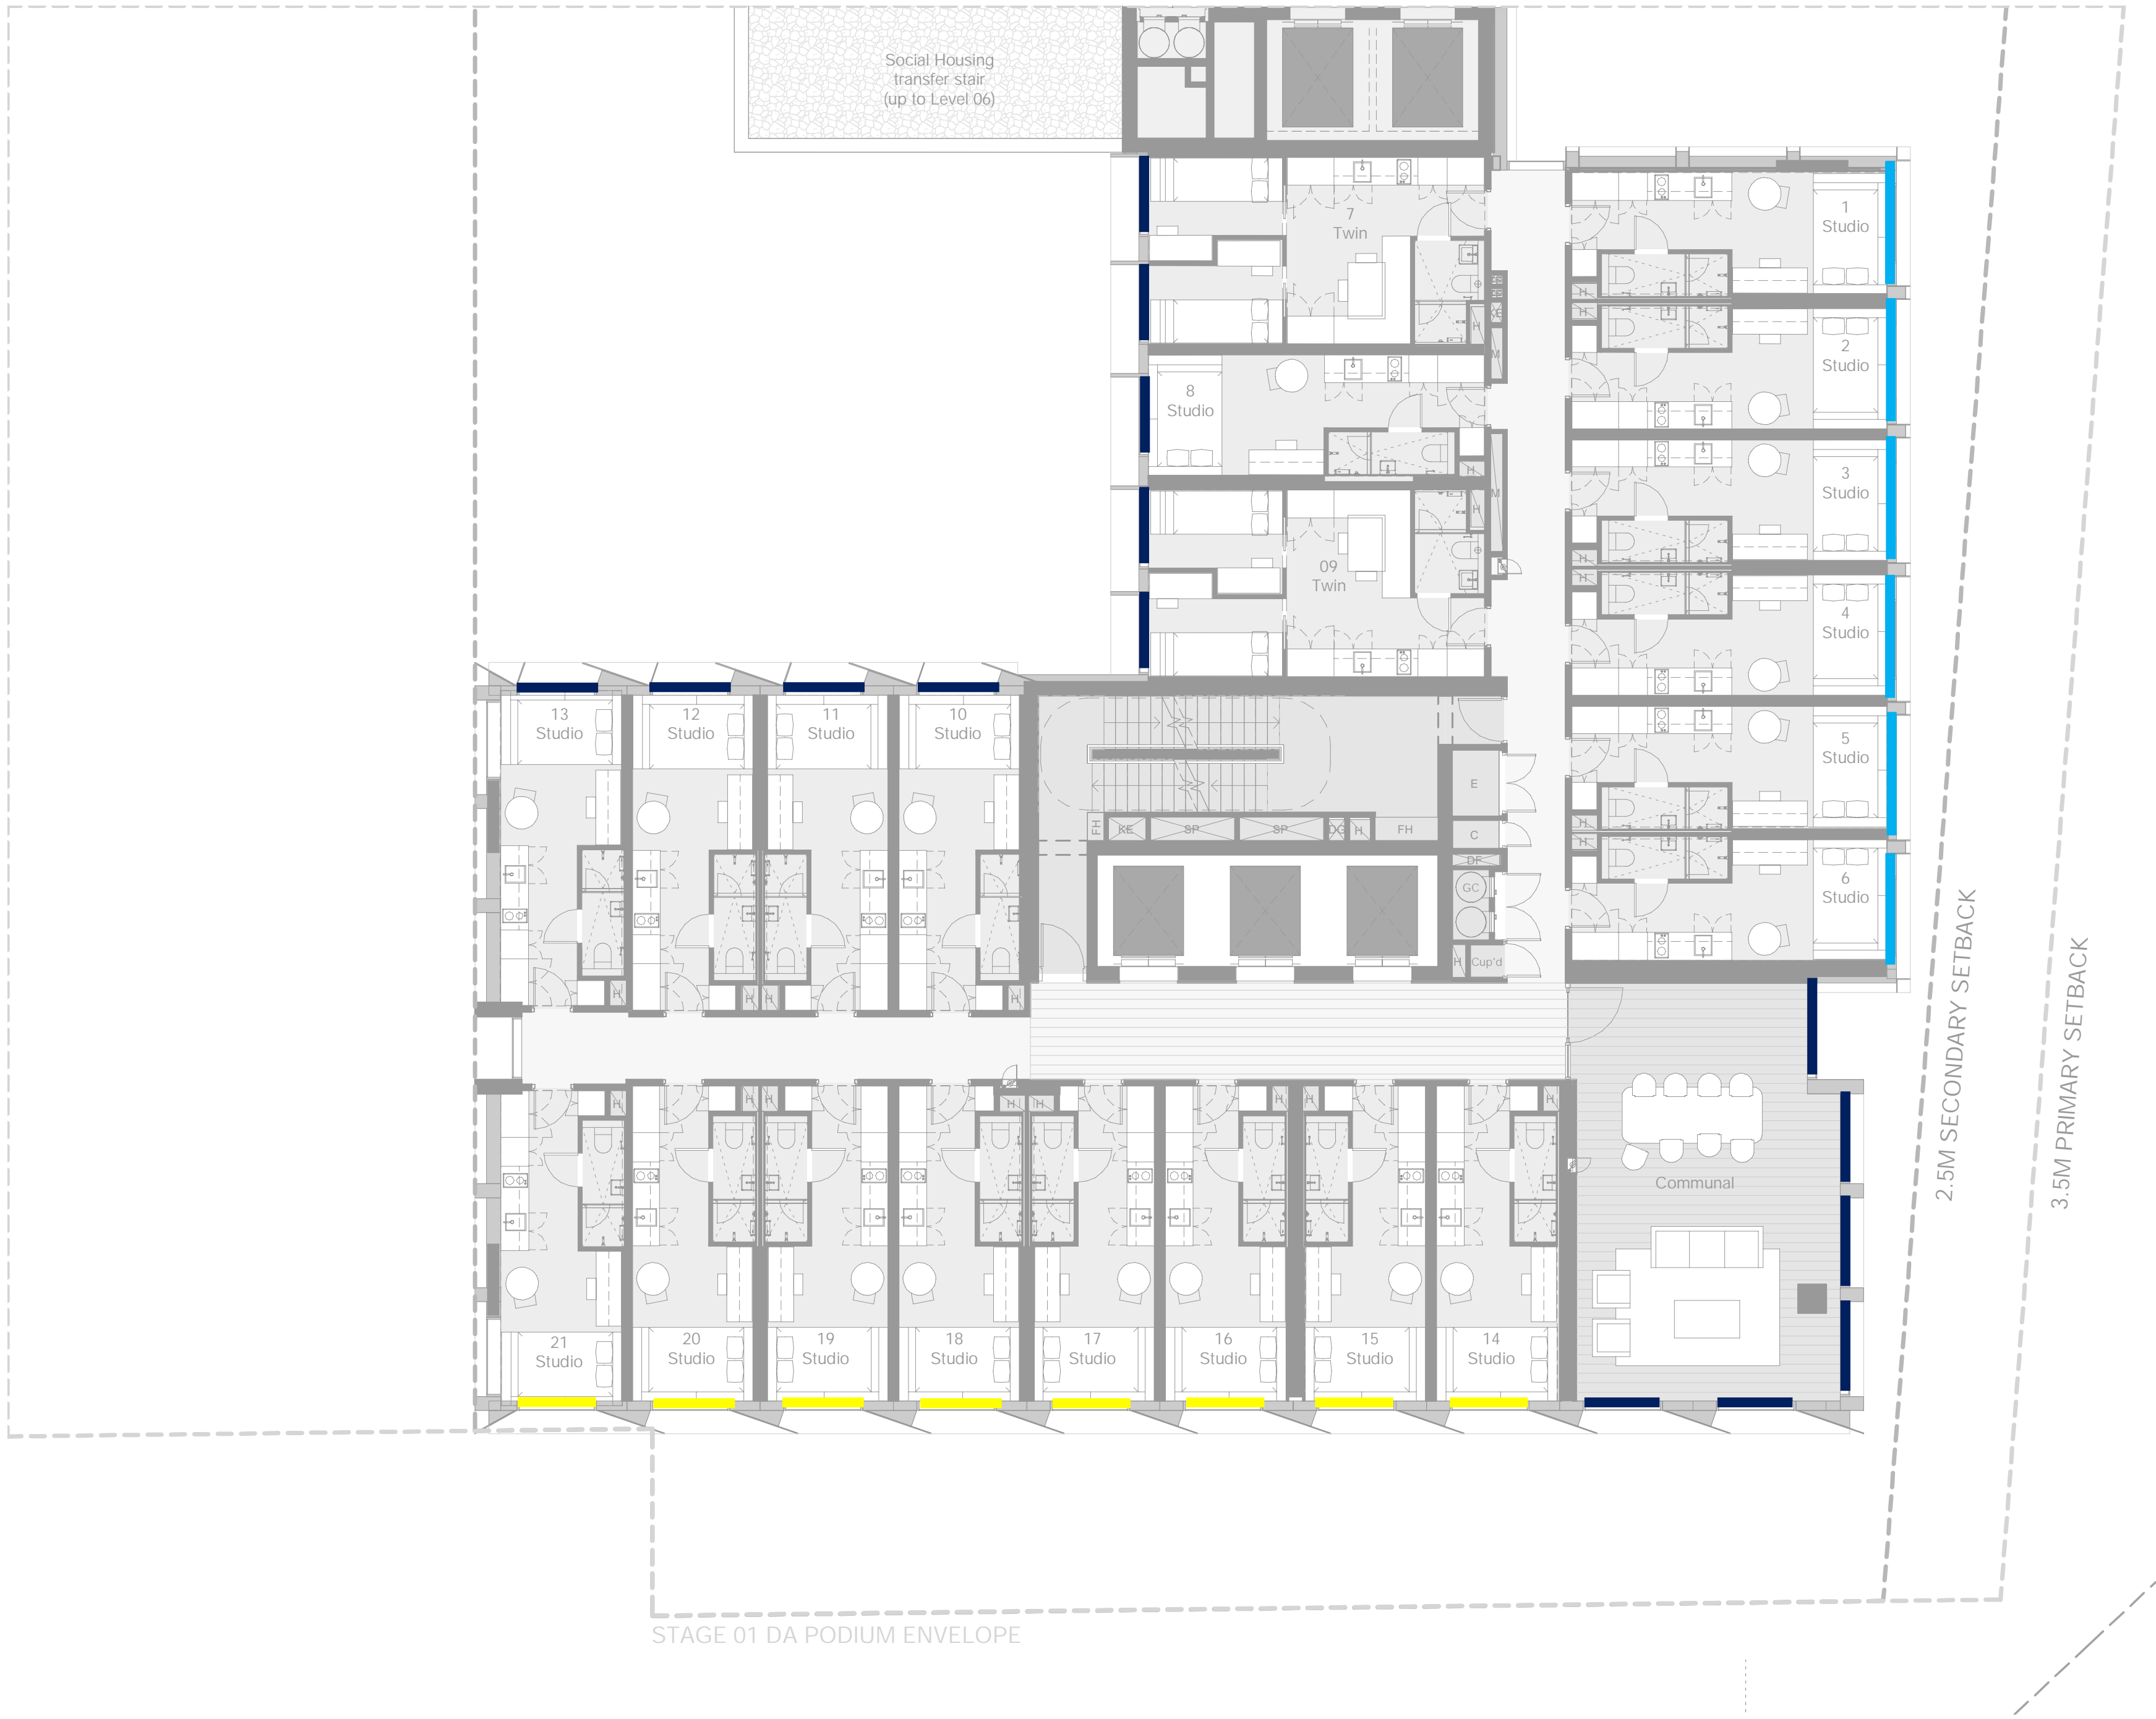 Social Housing
transfer stair
(up to Level 06)
7
Twin
1
Studio
H
H
KE
H
M
2
Studio
8
Studio
H
M
3
Studio
H
H
H
09
Twin
4
Studio
13
Studio
12
Studio
11
Studio
10
Studio
5
Studio
E
FH
KE
SP
SP
DG
H
FH
C
H
H
DF
GC
6
Studio
H
Cup'd
H
H
H
H
2.5M SECONDARY SETBACK
3.5M PRIMARY SETBACK
H
H
H
H
H
H
H
H
Communal
21
Studio
20
Studio
19
Studio
18
Studio
17
Studio
16
Studio
15
Studio
14
Studio
STAGE 01 DA PODIUM ENVELOPE